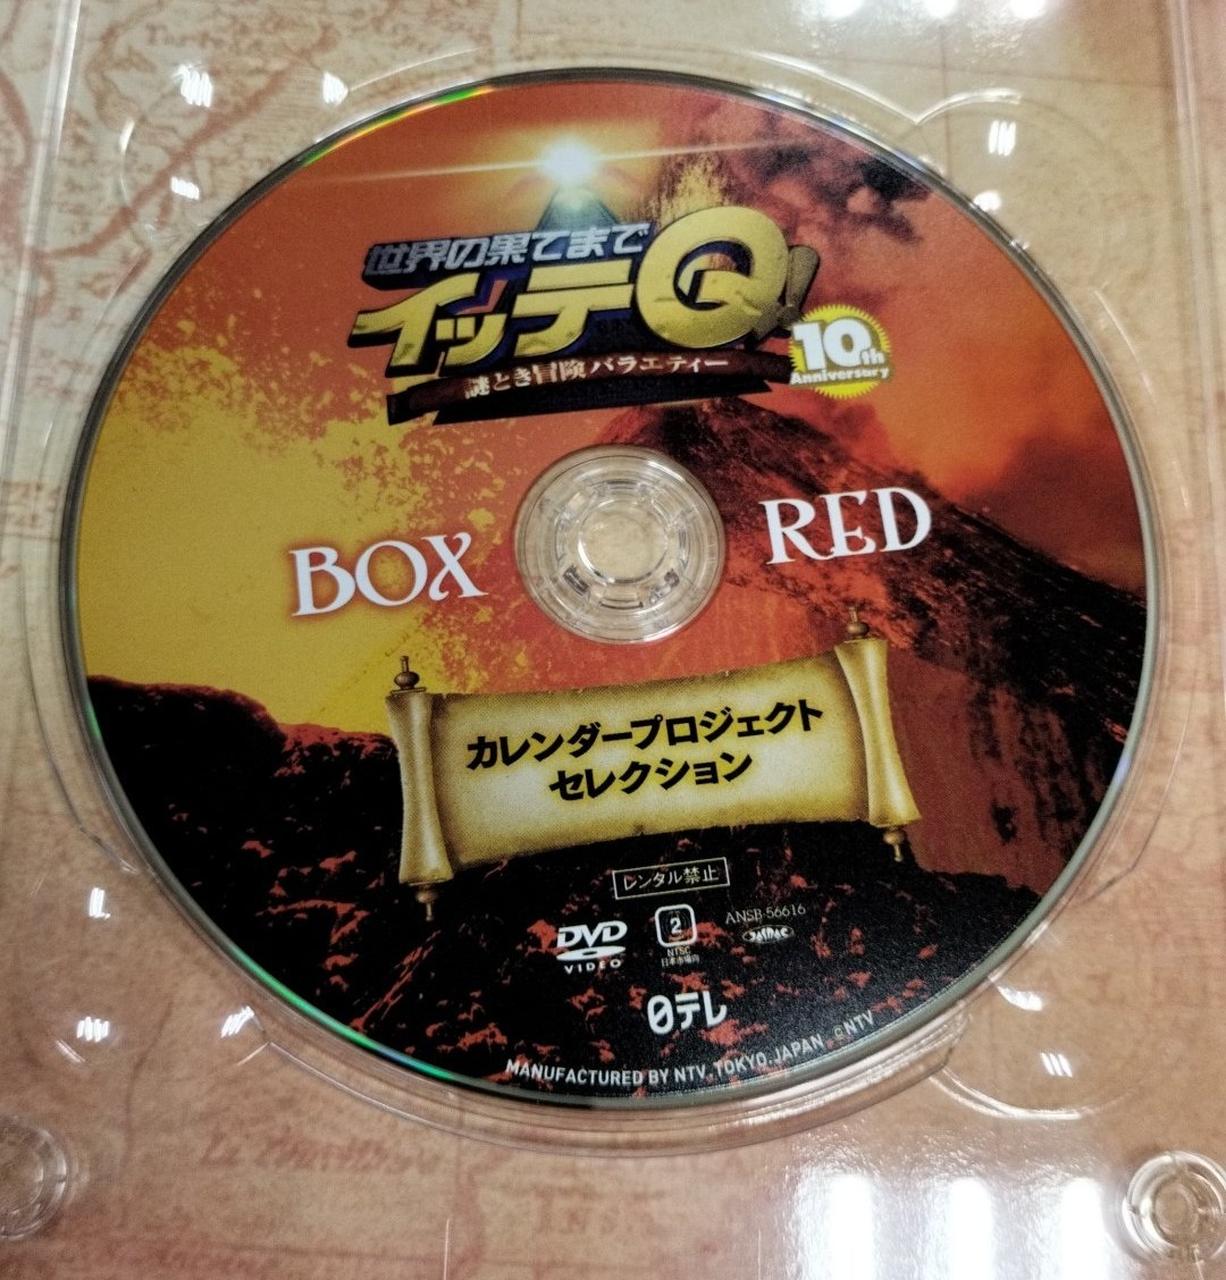 世界の果てまで
イッテQ!
10th
Anniversary
謎とき冒険バラエティー
BOX RED
カレンダープロジェクト
セレクション
レンタル禁止
DVD
VIDEO
2
NTSC
日本市場向
ANSB-56616
日テレ
MANUFACTURED BY NTV, TOKYO, JAPAN ©NTV